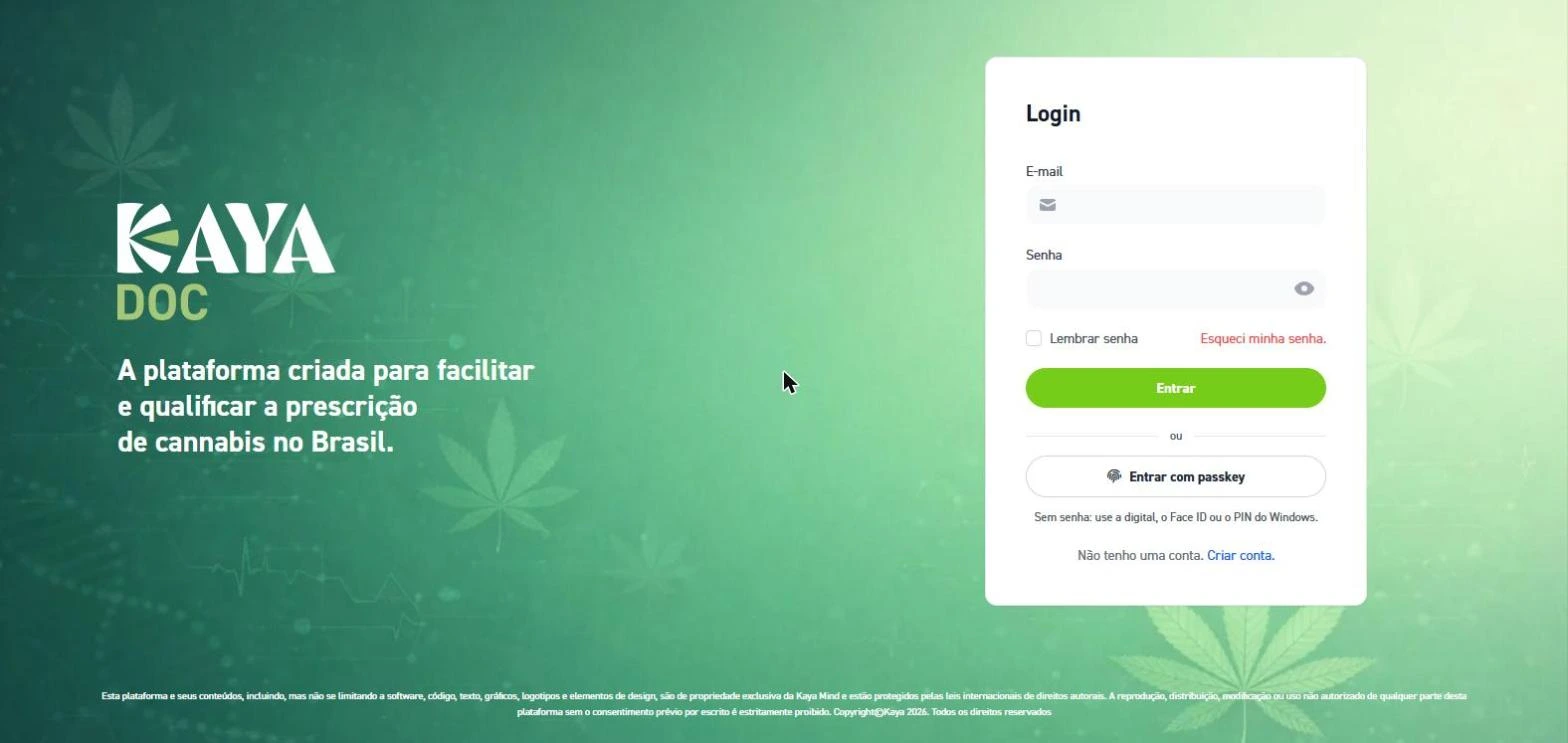 KAYA
DOC
A plataforma criada para facilitar
e qualificar a prescrição
de cannabis no Brasil.
Login
E-mail
Senha
Lembrar senha
Esqueci minha senha.
Entrar
ou
Entrar com passkey
Sem senha: use a digital, o Face ID ou o PIN do Windows.
Não tenho uma conta. Criar conta.
Esta plataforma e seus conteúdos, incluindo, mas não se limitando a software, código, texto, gráficos, logotipos e elementos de design, são de propriedade exclusiva da Kaya Mind e estão protegidos pelas leis internacionais de direitos autorais. A reprodução, distribuição, modificação ou uso não autorizado de qualquer parte desta
plataforma sem o consentimento prévio por escrito é estritamente proibido. Copyright©Kaya 2026. Todos os direitos reservados